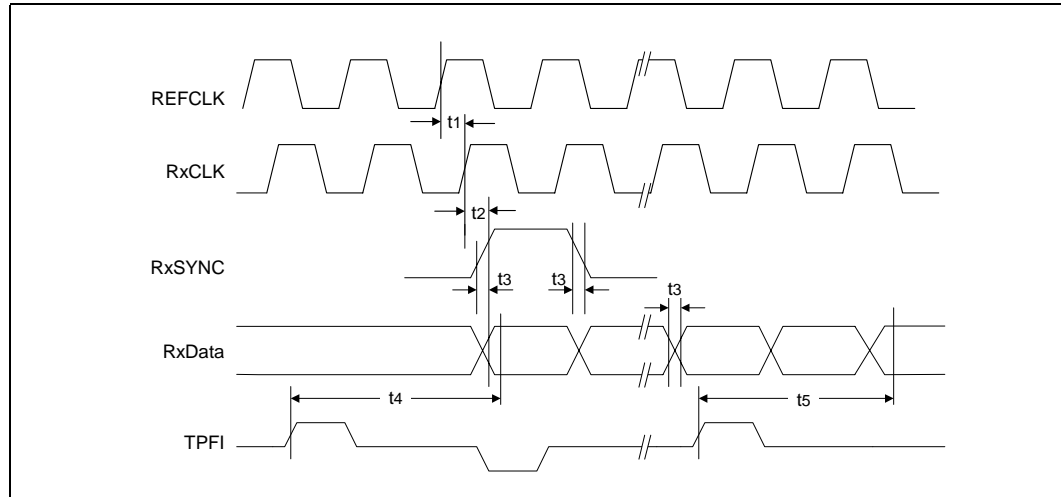 REFCLK
t1
RxCLK
t2
RxSYNC
t3
t3
t3
RxData
t4
t5
TPFI